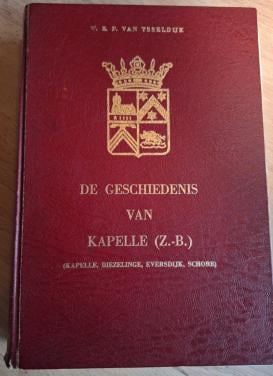 W. E. P. VAN YSSELDIJK
DE GESCHIEDENIS
VAN
KAPELLE (Z.-B.)
(KAPELLE, BIEZELINGE, EVERSDIJK, SCHORE)